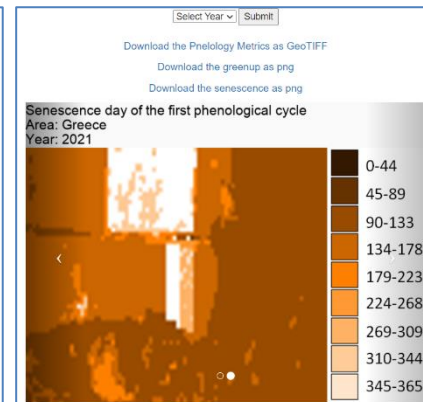 Select Year Submit
Download the Pnelology Metrics as GeoTIFF
Download the greenup as png
Download the senescence as png
Senescence day of the first phenological cycle
Area: Greece
Year: 2021
0-44
45-89
90-133
134-178
179-223
224-268
269-309
310-344
345-365